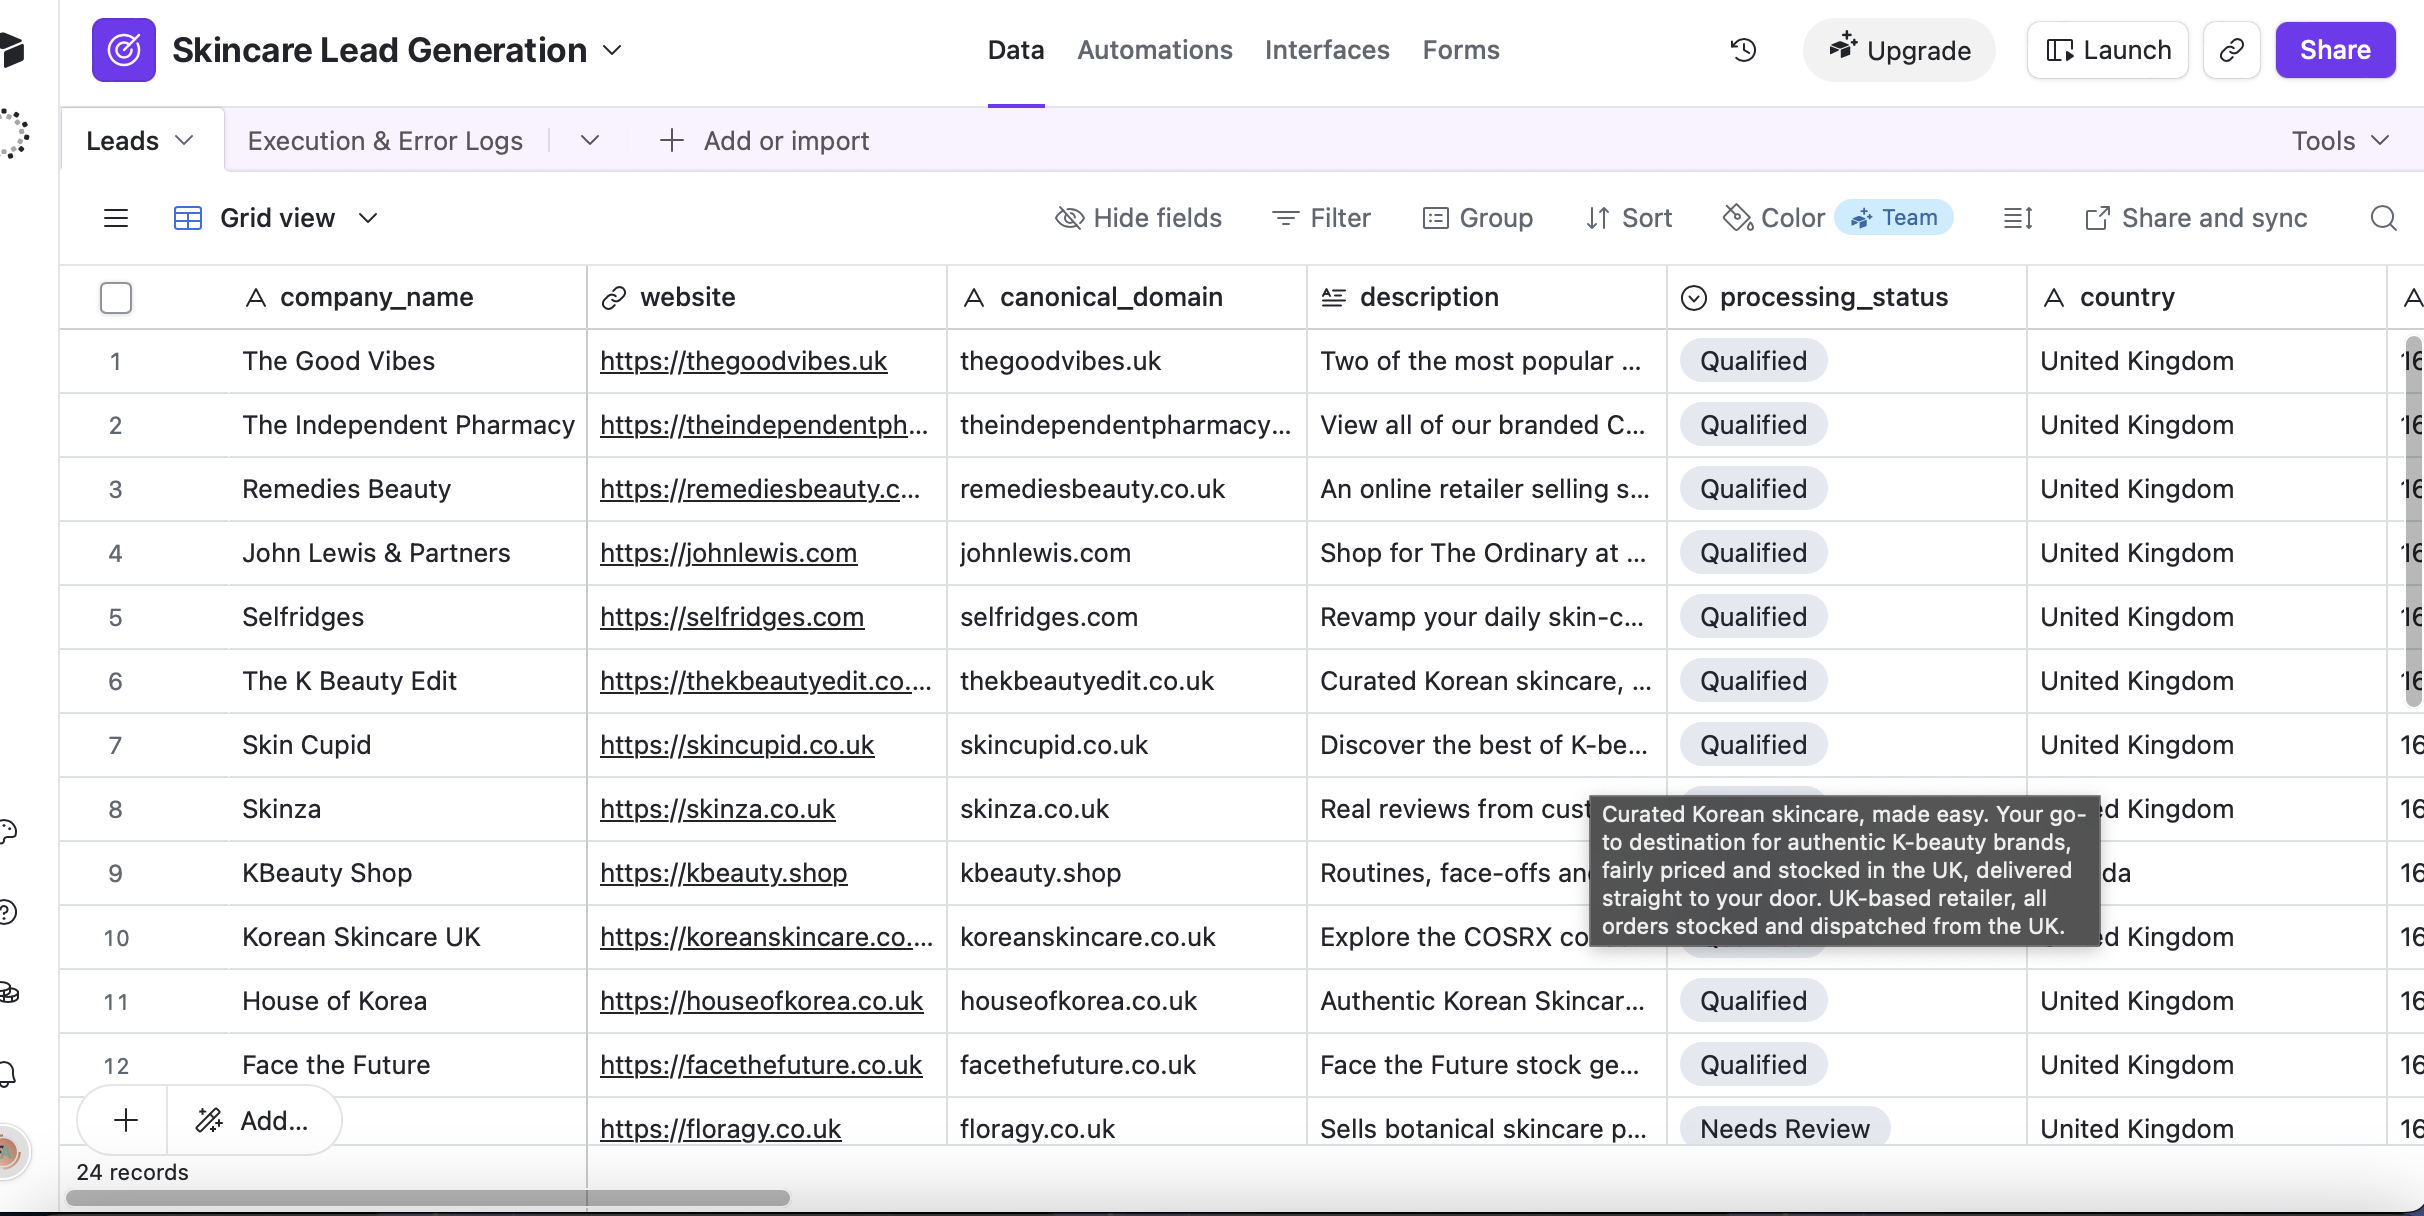 Skincare Lead Generation
Data Automations Interfaces Forms
Upgrade Launch Share
Leads Execution & Error Logs Add or import Tools
Grid view Hide fields Filter Group Sort Color Team Share and sync
company_name website canonical_domain description processing_status country
1 The Good Vibes https://thegoodvibes.uk thegoodvibes.uk Two of the most popular ... Qualified United Kingdom 16
2 The Independent Pharmacy https://theindependentph... theindependentpharmacy... View all of our branded C... Qualified United Kingdom 16
3 Remedies Beauty https://remediesbeauty.c... remediesbeauty.co.uk An online retailer selling s... Qualified United Kingdom 16
4 John Lewis & Partners https://johnlewis.com johnlewis.com Shop for The Ordinary at ... Qualified United Kingdom 16
5 Selfridges https://selfridges.com selfridges.com Revamp your daily skin-c... Qualified United Kingdom 16
6 The K Beauty Edit https://thekbeautyedit.co.... thekbeautyedit.co.uk Curated Korean skincare, ... Qualified United Kingdom 16
7 Skin Cupid https://skincupid.co.uk skincupid.co.uk Discover the best of K-be... Qualified United Kingdom 16
8 Skinza https://skinza.co.uk skinza.co.uk Real reviews from cust 16
9 KBeauty Shop https://kbeauty.shop kbeauty.shop Routines, face-offs an 16
10 Korean Skincare UK https://koreanskincare.co.... koreanskincare.co.uk Explore the COSRX co 16
Curated Korean skincare, made easy. Your go-
to destination for authentic K-beauty brands,
fairly priced and stocked in the UK, delivered
straight to your door. UK-based retailer, all
orders stocked and dispatched from the UK.
11 House of Korea https://houseofkorea.co.uk houseofkorea.co.uk Authentic Korean Skincar... Qualified United Kingdom 16
12 Face the Future https://facethefuture.co.uk facethefuture.co.uk Face the Future stock ge... Qualified United Kingdom 16
Add... https://floragy.co.uk floragy.co.uk Sells botanical skincare p... Needs Review United Kingdom 16
24 records